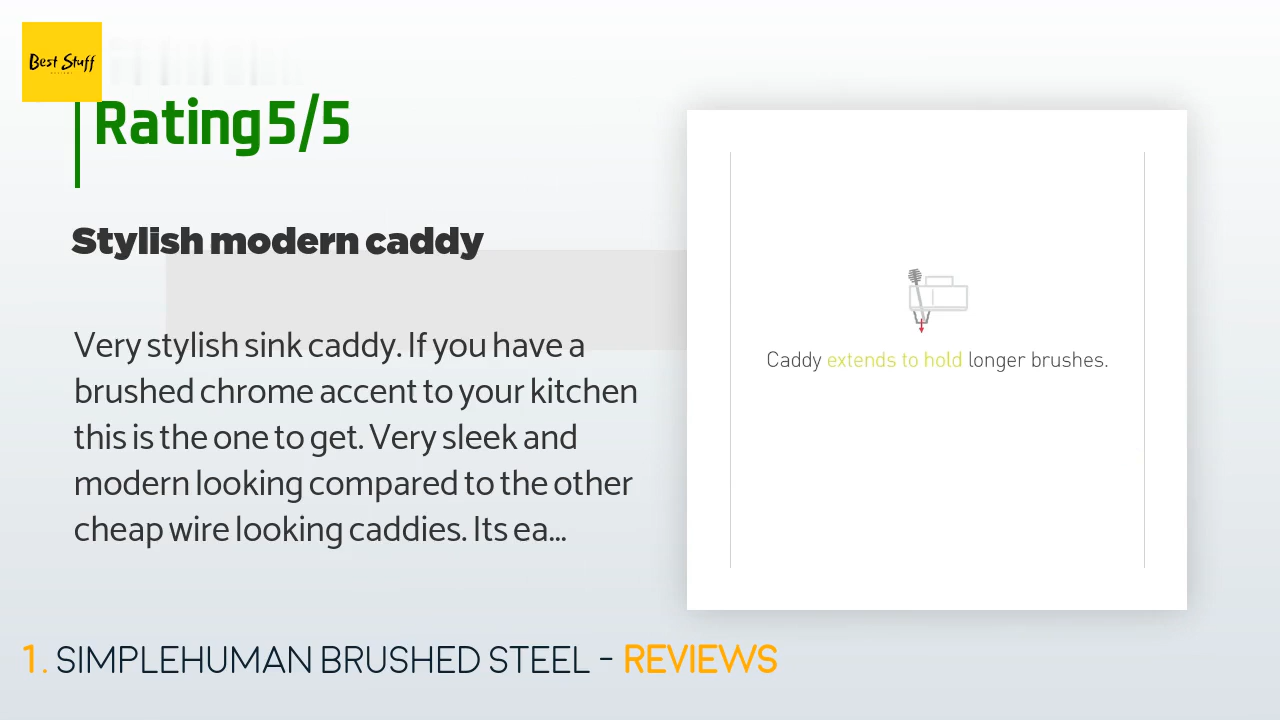 Best Stuff
Rating 5/5
Stylish modern caddy
Very stylish sink caddy. If you have a
brushed chrome accent to your kitchen
this is the one to get. Very sleek and
modern looking compared to the other
cheap wire looking caddies. Its ea...
Caddy extends to hold longer brushes.
1. SIMPLEHUMAN BRUSHED STEEL - REVIEWS